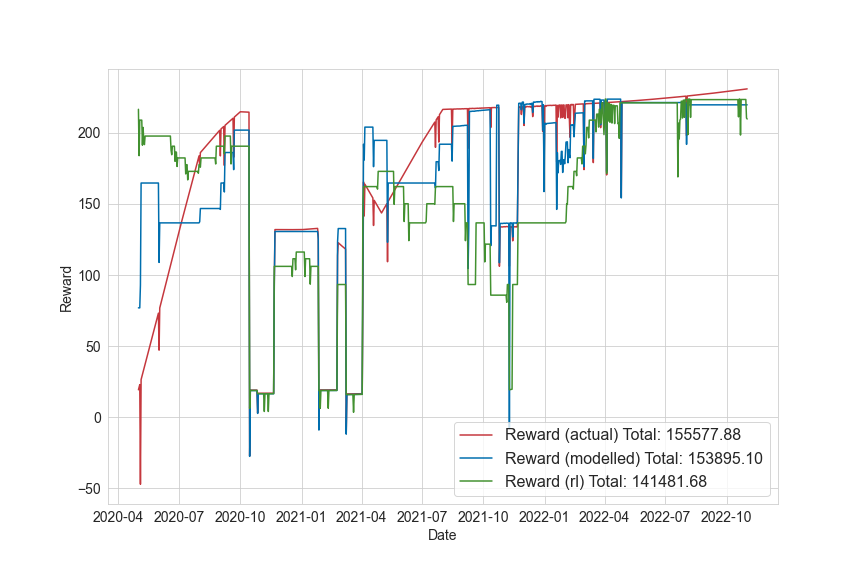 200
150
100
50
0
−50
Reward
Reward (actual) Total: 155577.88
Reward (modelled) Total: 153895.10
Reward (rl) Total: 141481.68
2020-04 2020-07 2020-10 2021-01 2021-04 2021-07 2021-10 2022-01 2022-04 2022-07 2022-10
Date